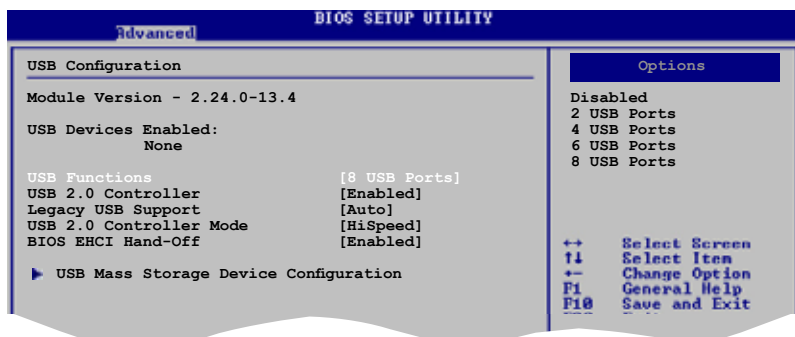 BIOS SETUP UTILITY
Advanced
USB Configuration
Module Version - 2.24.0-13.4
USB Devices Enabled:
None
USB Functions [8 USB Ports]
USB 2.0 Controller [Enabled]
Legacy USB Support [Auto]
USB 2.0 Controller Mode [HiSpeed]
BIOS EHCI Hand-Off [Enabled]
USB Mass Storage Device Configuration
Options
Disabled
2 USB Ports
4 USB Ports
6 USB Ports
8 USB Ports
↔ Select Screen
↑↓ Select Item
+- Change Option
F1 General Help
F10 Save and Exit